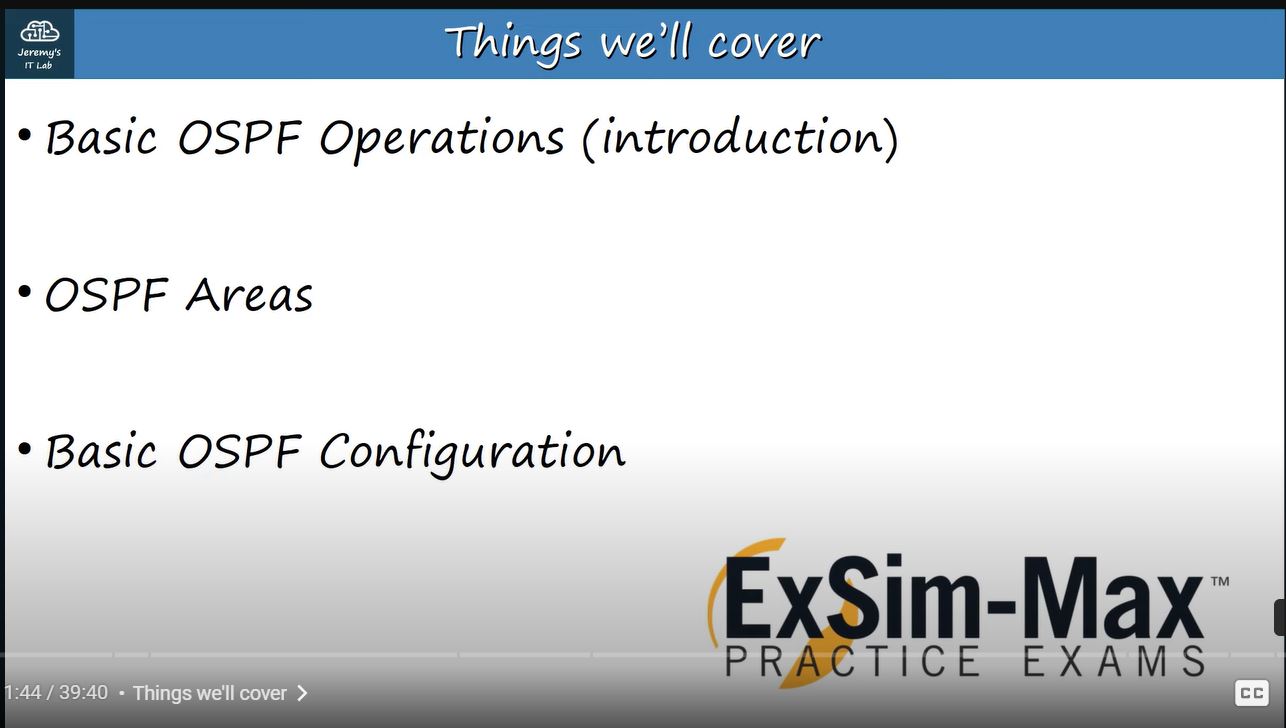 Jeremy's
IT Lab
Things we'll cover
• Basic OSPF Operations (introduction)
• OSPF Areas
• Basic OSPF Configuration
ExSim-Max™
PRACTICE EXAMS
1:44 / 39:40 • Things we'll cover
CC